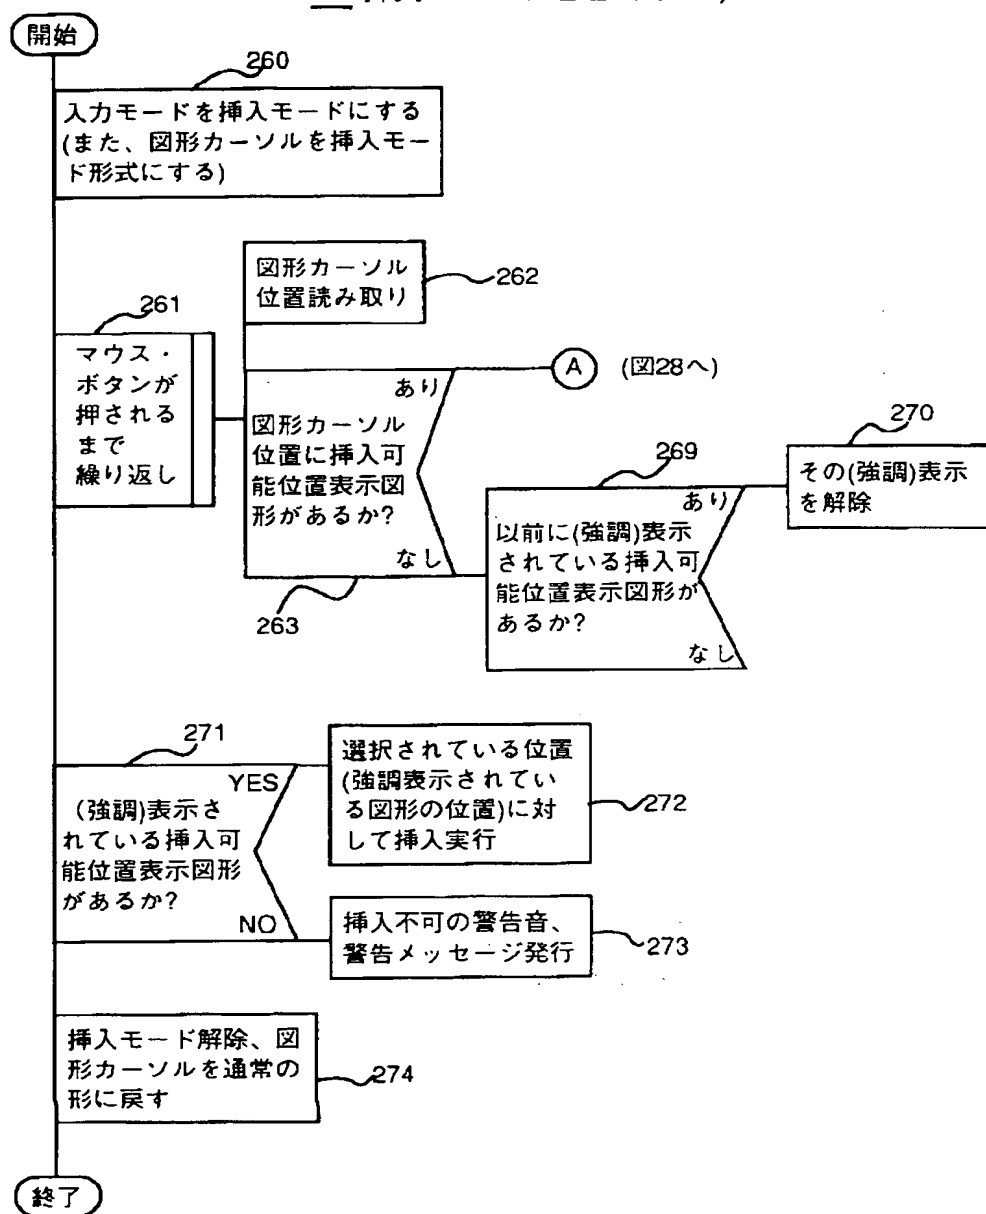 開始
260
入力モードを挿入モードにする
(また、図形カーソルを挿入モー
ド形式にする)
図形カーソル
位置読み取り
262
261
マウス・
ボタンが
押される
まで
繰り返し
あり
A
(図28へ)
図形カーソル
位置に挿入可
能位置表示図
形があるか?
なし
263
269
あり
以前に(強調)表示
されている挿入可
能位置表示図形が
あるか?
なし
270
その(強調)表示
を解除
271
YES
(強調)表示さ
れている挿入可
能位置表示図形
があるか?
NO
選択されている位置
(強調表示されてい
る図形の位置)に対
して挿入実行
272
挿入不可の警告音、
警告メッセージ発行
273
挿入モード解除、図
形カーソルを通常の
形に戻す
274
終了